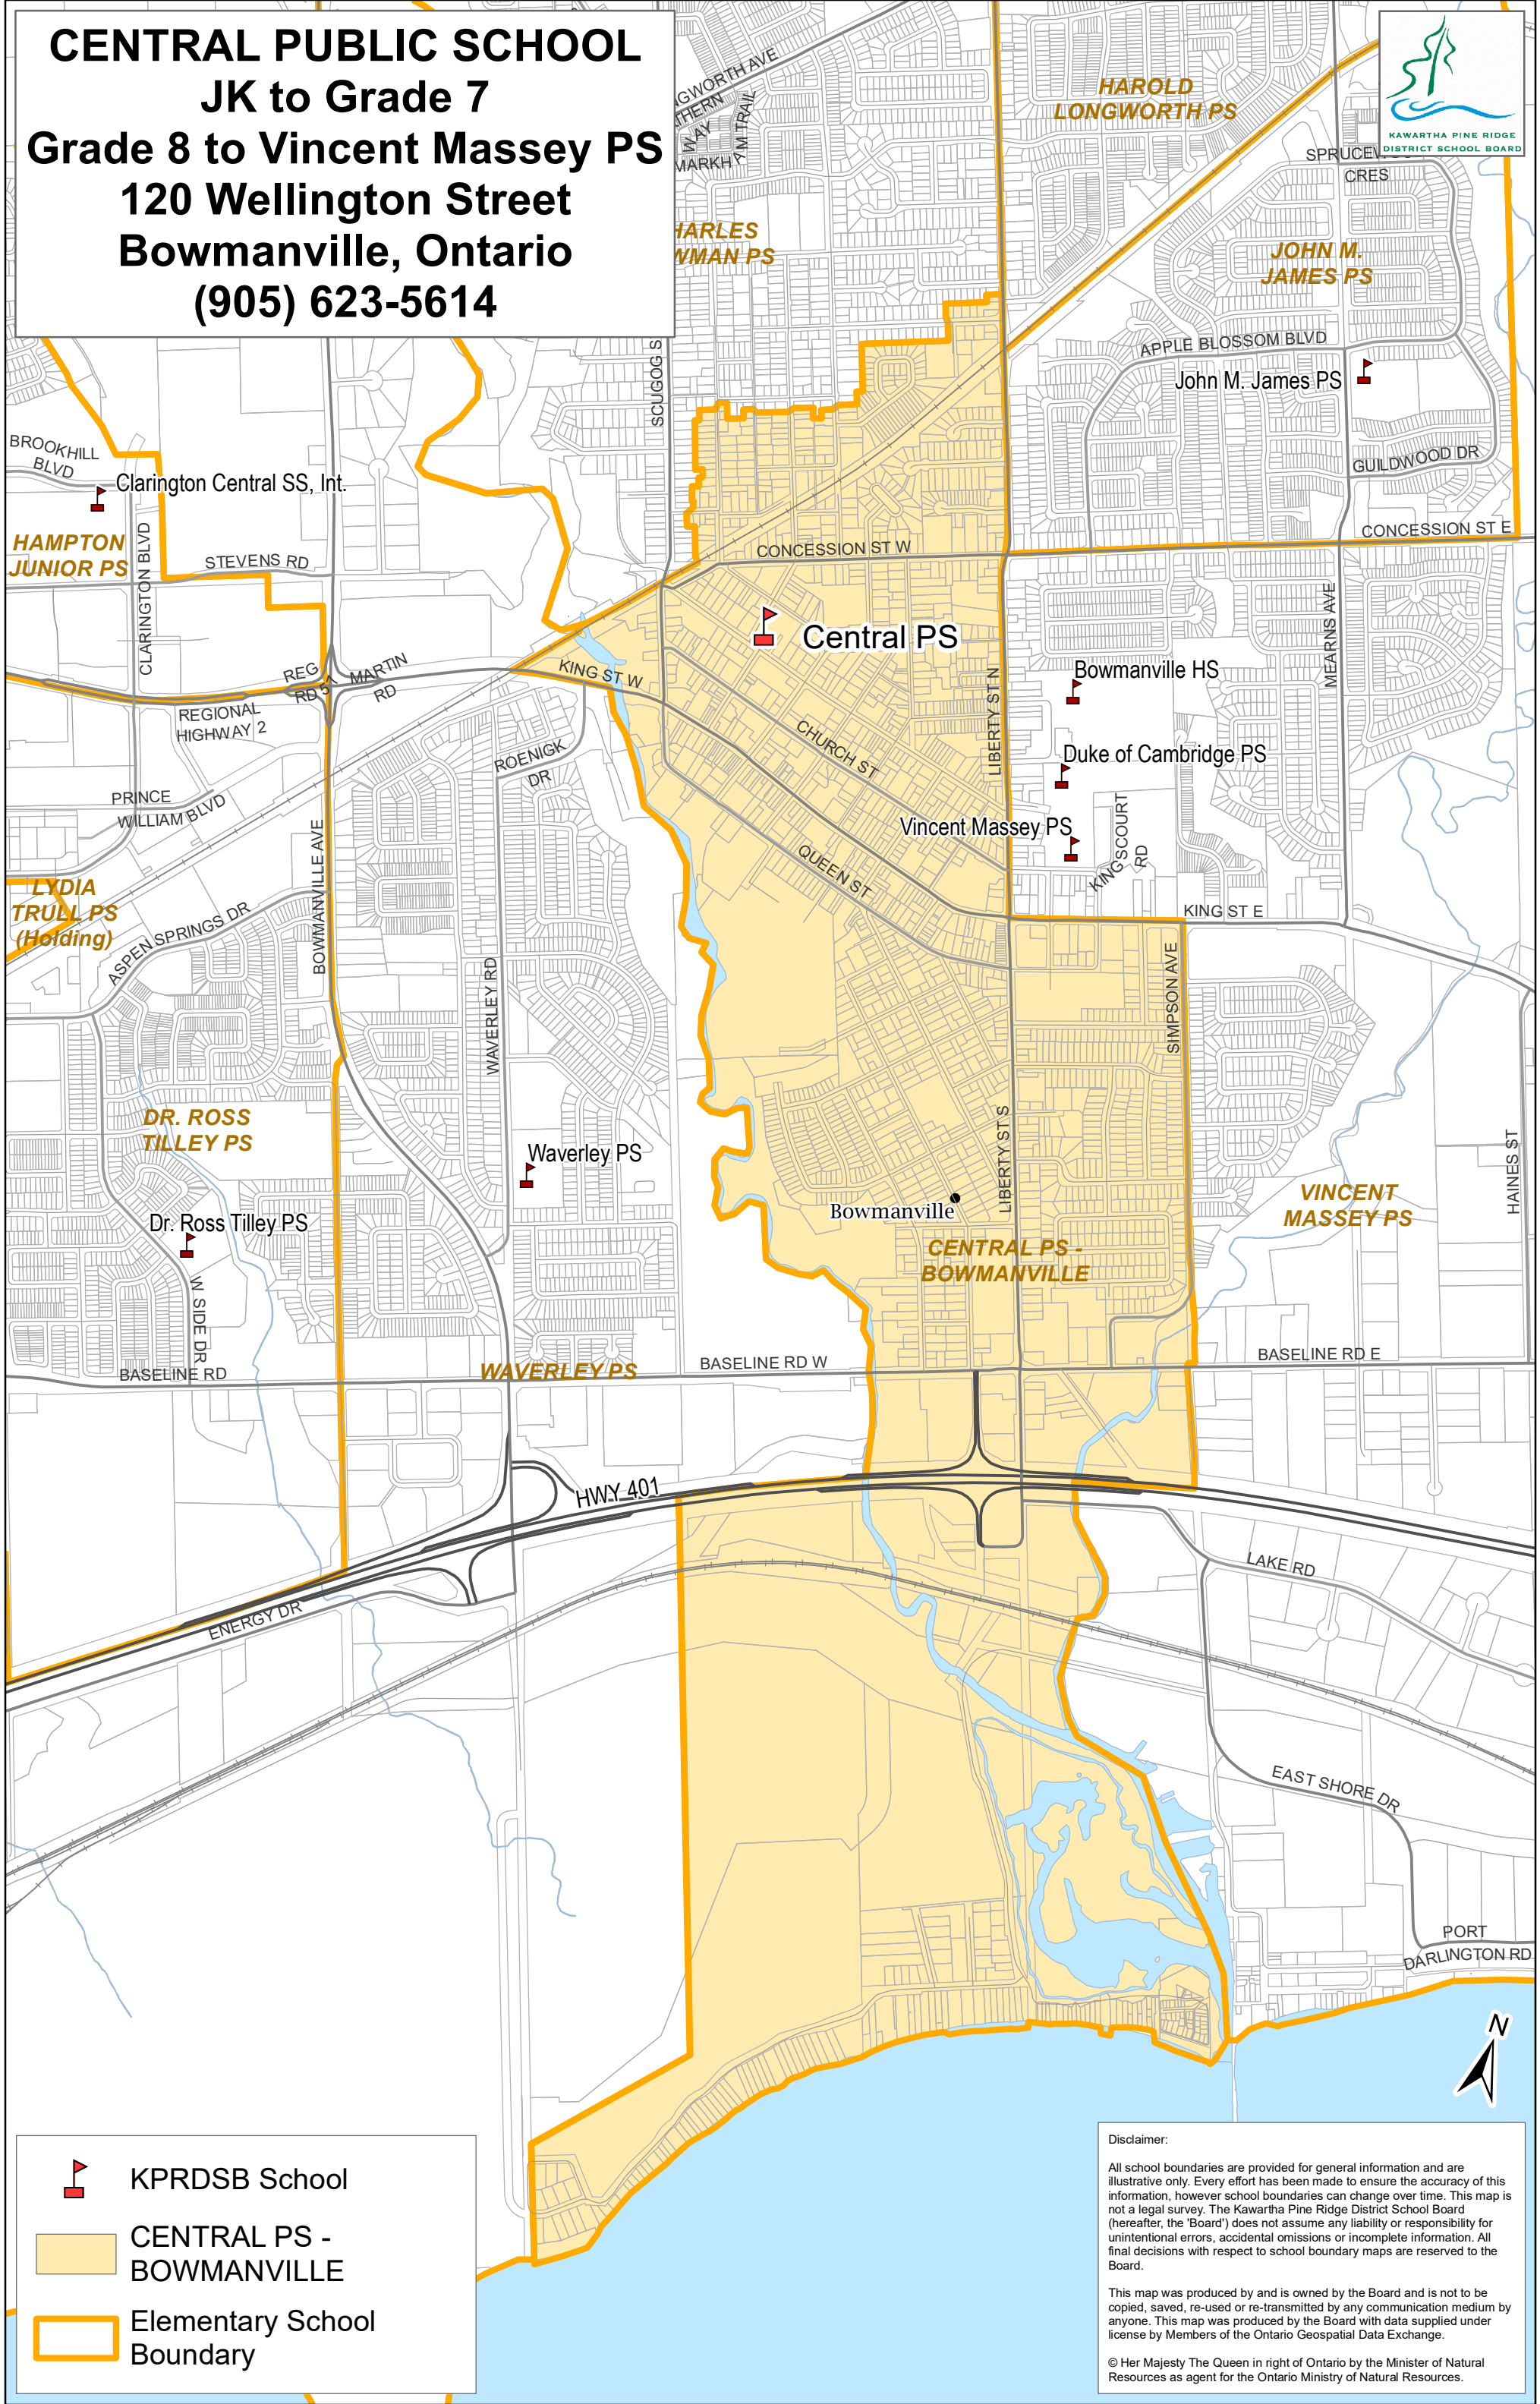 CENTRAL PUBLIC SCHOOL
JK to Grade 7
Grade 8 to Vincent Massey PS
120 Wellington Street
Bowmanville, Ontario
(905) 623-5614
KAWARTHA PINE RIDGE
DISTRICT SCHOOL BOARD
GWORTH AVE
THERN
WAY
MARKHAM TRAIL
HAROLD
LONGWORTH PS
CRES
HARLES
WMAN PS
JOHN M.
JAMES PS
SCUGOG S
APPLE BLOSSOM BLVD
John M. James PS
GUILDWOOD DR
BROOKHILL
BLVD
Clarington Central SS, Int.
CLARINGTON BLVD
HAMPTON
JUNIOR PS
STEVENS RD
CONCESSION ST W
CONCESSION ST E
MEARNS AVE
Central PS
REG
RD 57
MARTIN
RD
KING ST W
REGIONAL
HIGHWAY 2
LIBERTY ST N
Bowmanville HS
CHURCH ST
ROENIGK
DR
Duke of Cambridge PS
PRINCE
WILLIAM BLVD
BOWMANVILLE AVE
Vincent Massey PS
KINGSCOURT
RD
QUEEN ST
LYDIA
TRULL PS
(Holding)
ASPEN SPRINGS DR
KING ST E
WAVERLEY RD
SIMPSON AVE
DR. ROSS
TILLEY PS
Waverley PS
LIBERTY ST S
HAINES ST
Dr. Ross Tilley PS
Bowmanville
VINCENT
MASSEY PS
CENTRAL PS -
BOWMANVILLE
W SIDE DR
BASELINE RD
WAVERLEY PS
BASELINE RD W
BASELINE RD E
HWY 401
LAKE RD
ENERGY DR
EAST SHORE DR
PORT
DARLINGTON RD
N
KPRDSB School
CENTRAL PS -
BOWMANVILLE
Elementary School
Boundary
Disclaimer:
All school boundaries are provided for general information and are
illustrative only. Every effort has been made to ensure the accuracy of this
information, however school boundaries can change over time. This map is
not a legal survey. The Kawartha Pine Ridge District School Board
(hereafter, the 'Board') does not assume any liability or responsibility for
unintentional errors, accidental omissions or incomplete information. All
final decisions with respect to school boundary maps are reserved to the
Board.
This map was produced by and is owned by the Board and is not to be
copied, saved, re-used or re-transmitted by any communication medium by
anyone. This map was produced by the Board with data supplied under
license by Members of the Ontario Geospatial Data Exchange.
© Her Majesty The Queen in right of Ontario by the Minister of Natural
Resources as agent for the Ontario Ministry of Natural Resources.